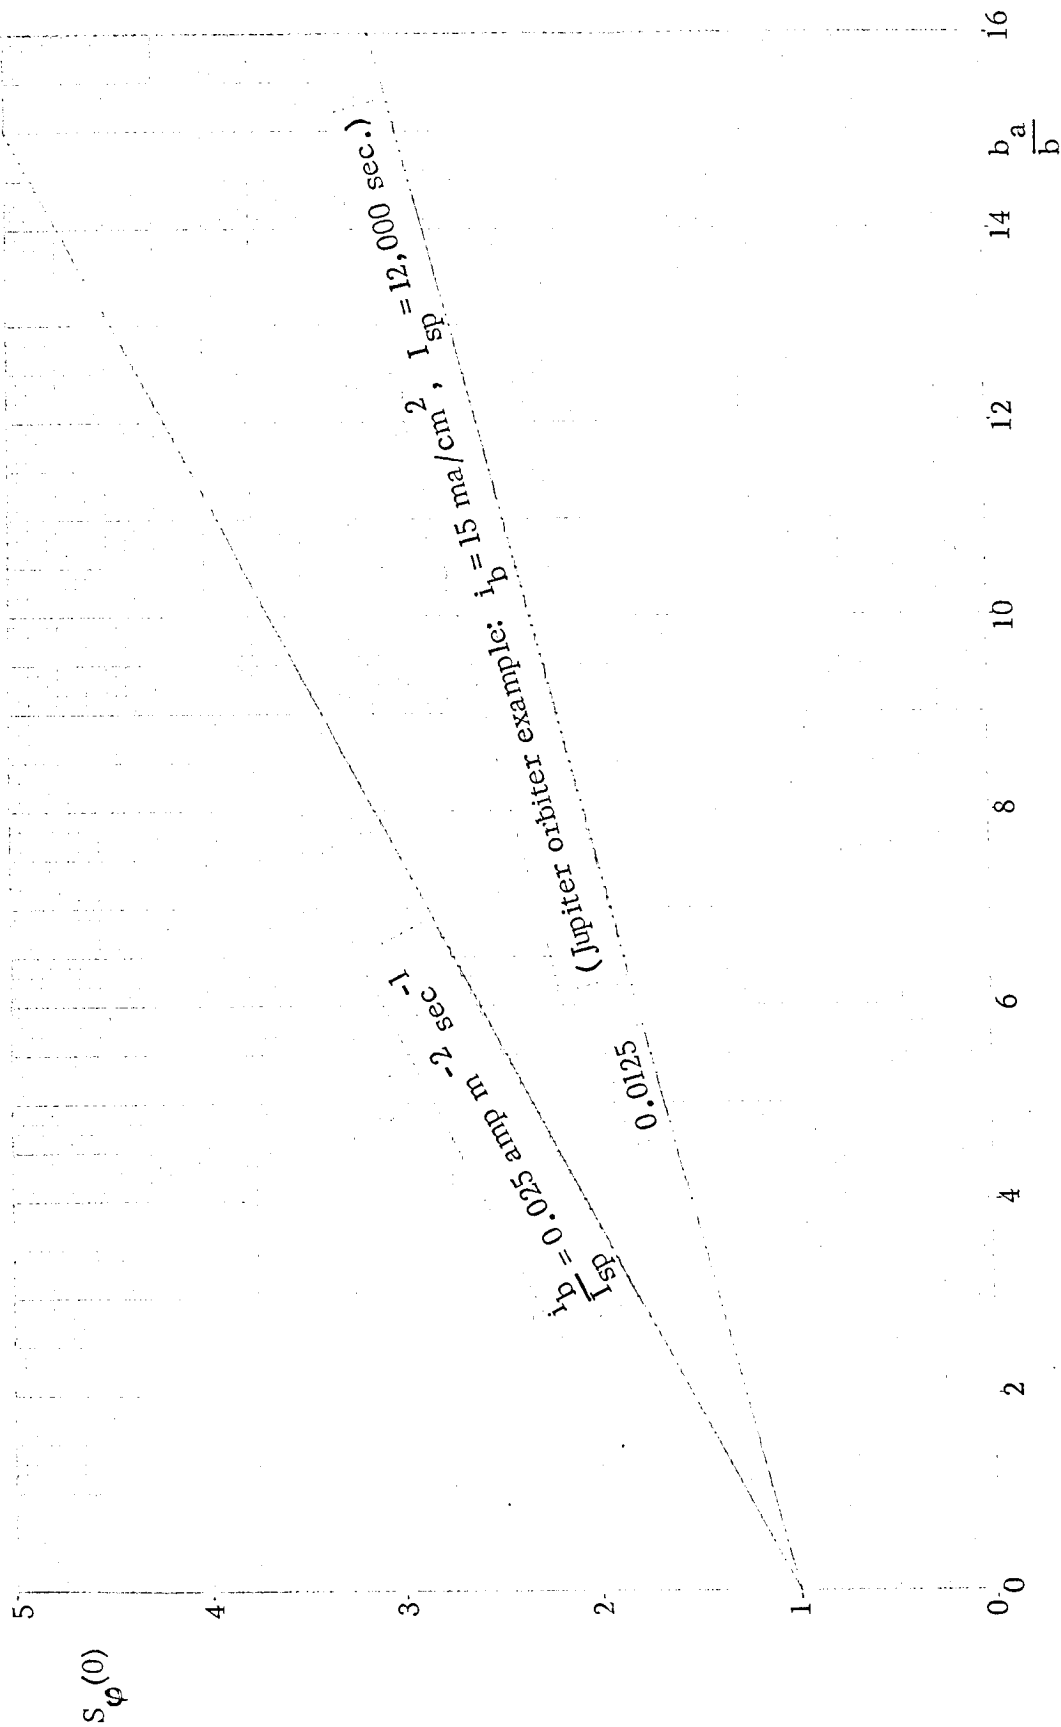 S_φ(0)
5
4
3
2
1
0
i_b / I_sp = 0.025 amp m^-2 sec^-1
0.0125
(Jupiter orbiter example: i_b = 15 ma/cm^2, I_sp = 12,000 sec.)
0 2 4 6 8 10 12 14 16
b_a / b